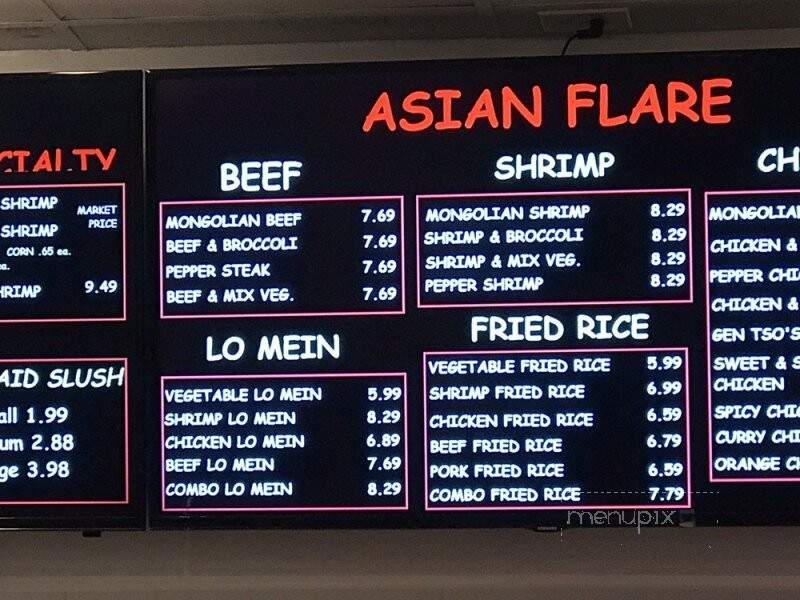 ASIAN FLARE
SHRIMP
SHRIMP
MARKET
PRICE
CORN .65 ea.
9.49
all 1.99
2.88
3.98
SLUSH
BEEF
MONGOLIAN BEEF 7.69
BEEF & BROCCOLI 7.69
PEPPER STEAK 7.69
BEEF & MIX VEG. 7.69
LO MEIN
VEGETABLE LO MEIN 5.99
SHRIMP LO MEIN 8.29
CHICKEN LO MEIN 6.89
BEEF LO MEIN 7.69
COMBO LO MEIN 8.29
SHRIMP
MONGOLIAN SHRIMP 8.29
SHRIMP & BROCCOLI 8.29
SHRIMP & MIX VEG. 8.29
PEPPER SHRIMP 8.29
FRIED RICE
VEGETABLE FRIED RICE 5.99
SHRIMP FRIED RICE 6.99
CHICKEN FRIED RICE 6.59
BEEF FRIED RICE 6.79
PORK FRIED RICE 6.59
COMBO FRIED RICE 7.79
CH
MONGOLIA
CHICKEN &
PEPPER CHI
CHICKEN &
GEN TSO'S
SWEET & S
CHICKEN
SPICY CHIC
CURRY CHI
ORANGE C
menupix